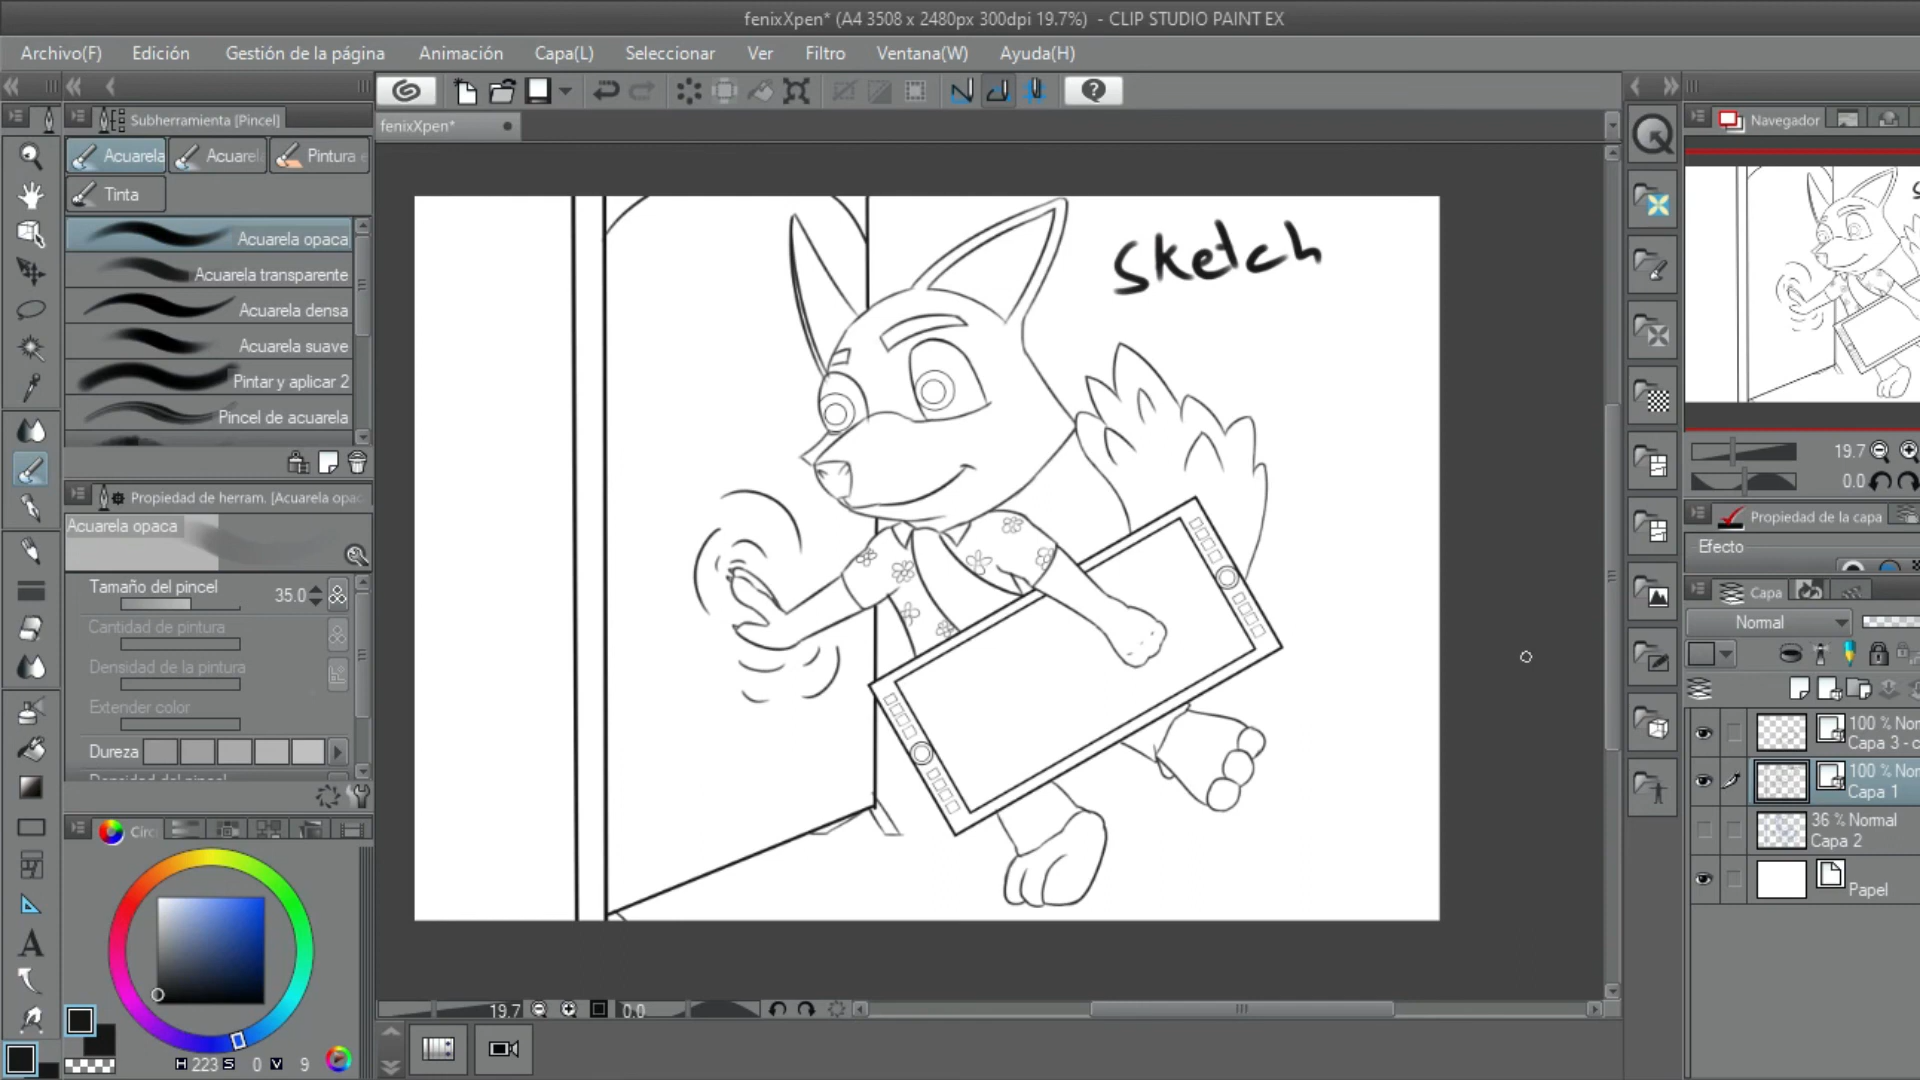 fenixXpen* (A4 3508 x 2480px 300dpi 19.7%) - CLIP STUDIO PAINT EX
Archivo(F) Edición Gestión de la página Animación Capa(L) Seleccionar Ver Filtro Ventana(W) Ayuda(H)
Subherramienta [Pincel]
fenixXpen*
Navegador
Acuarela Acuarel Pintura e
Tinta
Acuarela opaca
Acuarela transparente
Acuarela densa
Acuarela suave
Pintar y aplicar 2
Pincel de acuarela
Sketch
19.7
0.0
Propiedad de herram. [Acuarela opac
Acuarela opaca
Tamaño del pincel 35.0
Cantidad de pintura
Densidad de la pintura
Extender color
Dureza
Densidad del pincel
Propiedad de la capa
Efecto
Capa
Normal
100 % Nor
Capa 3 - c
100 % Nor
Capa 1
36 % Normal
Capa 2
Papel
Círc
H 223 S 0 V 9
19.7 0.0